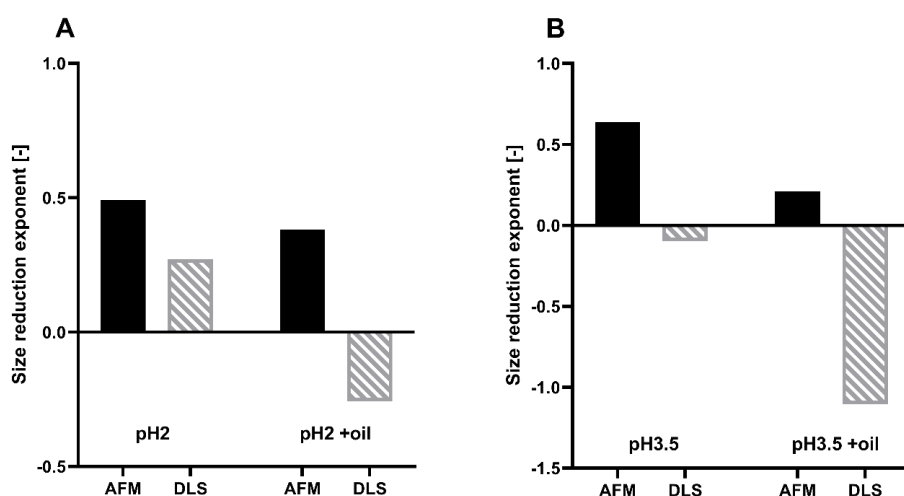 A
Size reduction exponent [-]
1.0
0.5
0.0
-0.5
pH2
pH2 +oil
AFM
DLS
AFM
DLS
B
Size reduction exponent [-]
1.0
0.5
0.0
-0.5
-1.0
-1.5
pH3.5
pH3.5 +oil
AFM
DLS
AFM
DLS